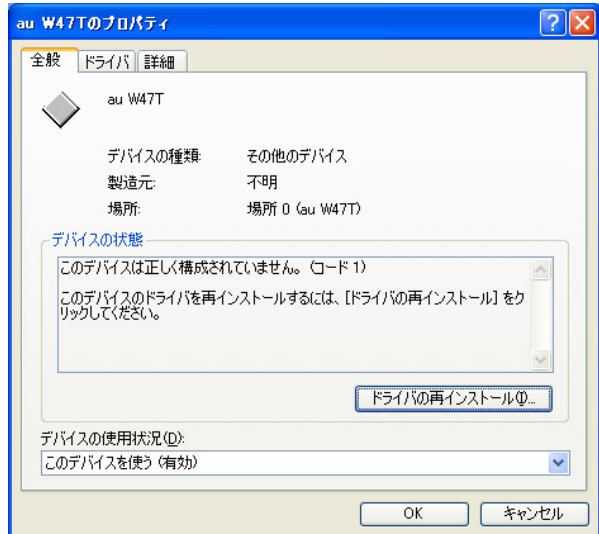 au W47Tのプロパティ
全般 ドライバ 詳細
au W47T
デバイスの種類: その他のデバイス
製造元: 不明
場所: 場所 0 (au W47T)
デバイスの状態
このデバイスは正しく構成されていません。 (コード 1)
このデバイスのドライバを再インストールするには、[ドライバの再インストール] をク
リックしてください。
ドライバの再インストール(I)...
デバイスの使用状況(D):
このデバイスを使う (有効)
OK キャンセル